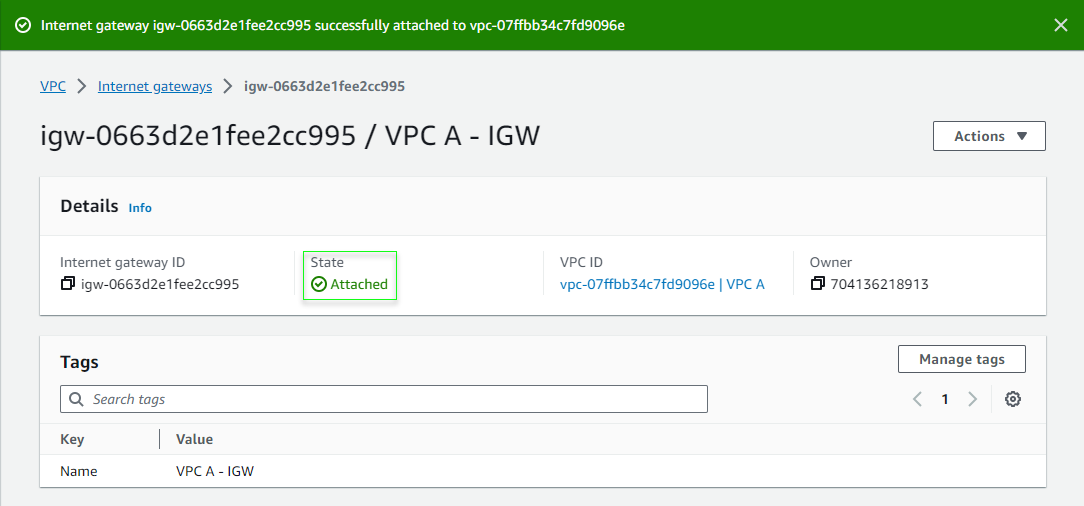 Internet gateway igw-0663d2e1fee2cc995 successfully attached to vpc-07ffbb34c7fd9096e
VPC > Internet gateways > igw-0663d2e1fee2cc995
igw-0663d2e1fee2cc995 / VPC A - IGW
Actions
Details Info
Internet gateway ID State VPC ID Owner
igw-0663d2e1fee2cc995 Attached vpc-07ffbb34c7fd9096e | VPC A 704136218913
Tags
Manage tags
Search tags
1
Key Value
Name VPC A - IGW